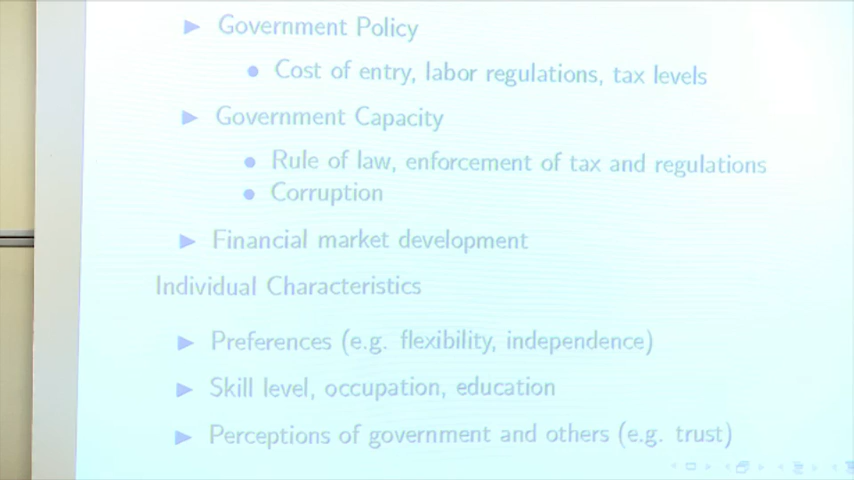 Government Policy
Cost of entry, labor regulations, tax levels
Government Capacity
Rule of law, enforcement of tax and regulations
Corruption
Financial market development
Individual Characteristics
Preferences (e.g. flexibility, independence)
Skill level, occupation, education
Perceptions of government and others (e.g. trust)